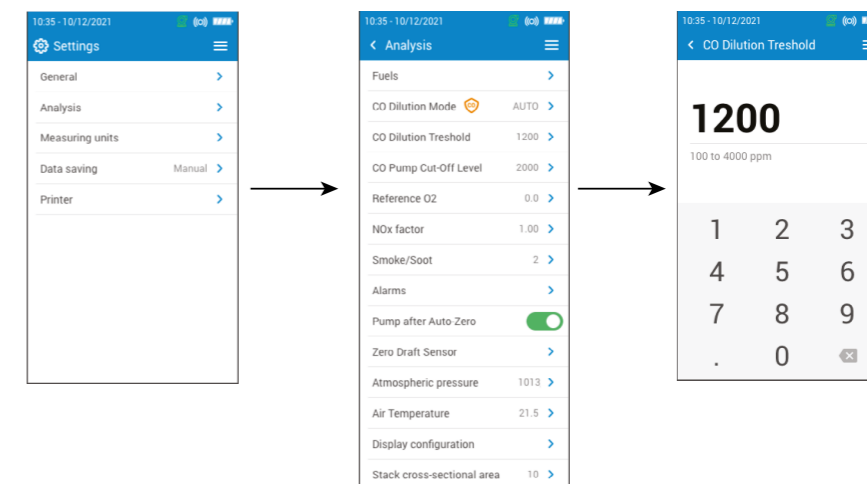 10:35 - 10/12/2021
Settings
General
Analysis
Measuring units
Data saving Manual
Printer
10:35 - 10/12/2021
Analysis
Fuels
CO Dilution Mode CO AUTO
CO Dilution Treshold 1200
CO Pump Cut-Off Level 2000
Reference O2 0.0
NOx factor 1.00
Smoke/Soot 2
Alarms
Pump after Auto-Zero
Zero Draft Sensor
Atmospheric pressure 1013
Air Temperature 21.5
Display configuration
Stack cross-sectional area 10
10:35 - 10/12/2021
CO Dilution Treshold
1200
100 to 4000 ppm
1 2 3
4 5 6
7 8 9
. 0